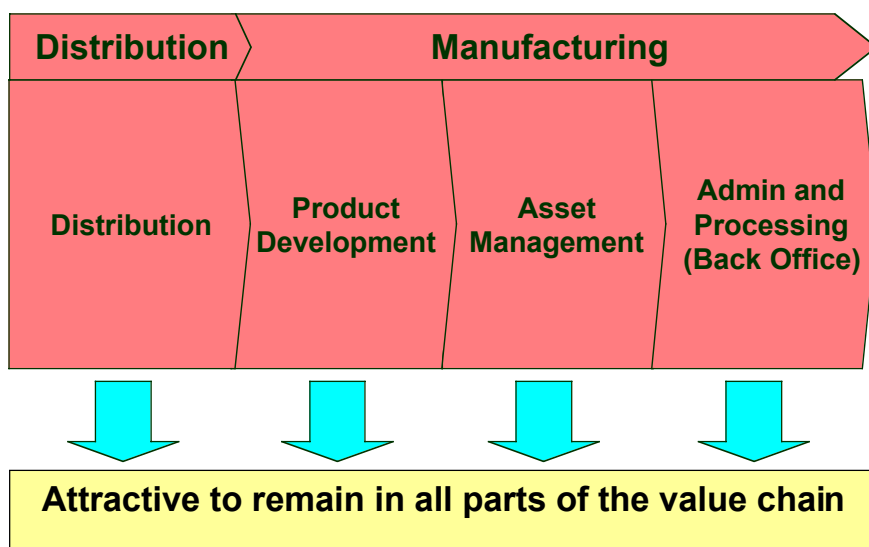 Distribution
Manufacturing
Distribution
Product
Development
Asset
Management
Admin and
Processing
(Back Office)
Attractive to remain in all parts of the value chain